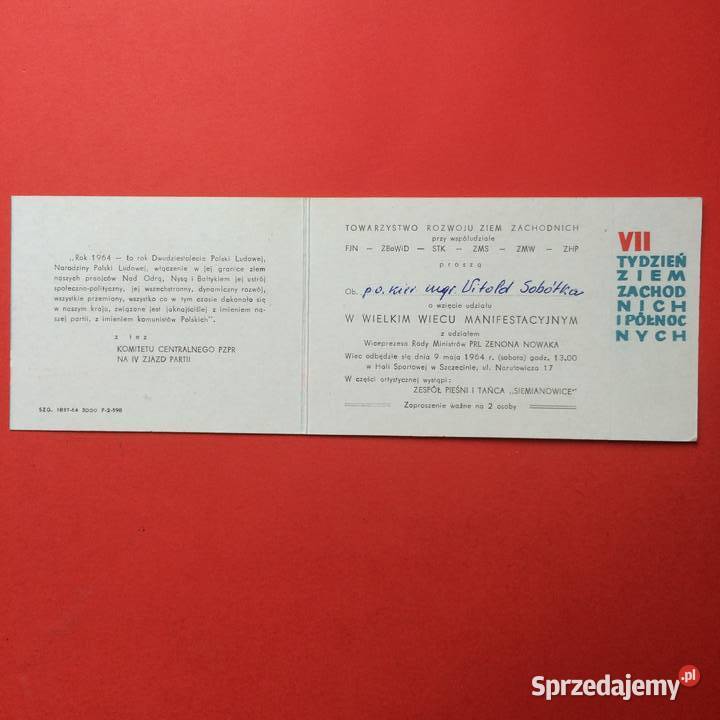 „Rok 1964 — to rok Dwudziestolecia Polski Ludowej,
Narodziny Polski Ludowej, włączenie w jej granice ziem
naszych praojców Nad Odrą, Nysą i Bałtykiem jej ustrój
społeczno-polityczny, jej wszechstronny, dynamiczny rozwój,
wszystkie przemiany, wszystko co w tym czasie dokonało się
w naszym kraju, związane jest jaknajściślej z imieniem na-
szej partii, z imieniem komunistów Polskich".
z tez
KOMITETU CENTRALNEGO PZPR
NA IV ZJAZD PARTII
SZG. 1817-64 3000 F-2-598
TOWARZYSTWO ROZWOJU ZIEM ZACHODNICH
przy współudziale
FJN — ZBoWiD — STK — ZMS — ZMW — ZHP
proszą
Ob. p.o. kier mgr. Witold Sobótka
o wzięcie udziału
W WIELKIM WIECU MANIFESTACYJNYM
z udziałem
Wiceprezesa Rady Ministrów PRL ZENONA NOWAKA
Wiec odbędzie się dnia 9 maja 1964 r. (sobota) godz. 13.00
w Hali Sportowej w Szczecinie, ul. Narutowicza 17
W części artystycznej wystąpi:
ZESPÓŁ PIEŚNI I TAŃCA „SIEMIANOWICE"
Zaproszenie ważne na 2 osoby
VII
TYDZIEŃ
ZIEM
ZACHOD
NICH
I PÓŁNOC
NYCH
Sprzedajemy.pl